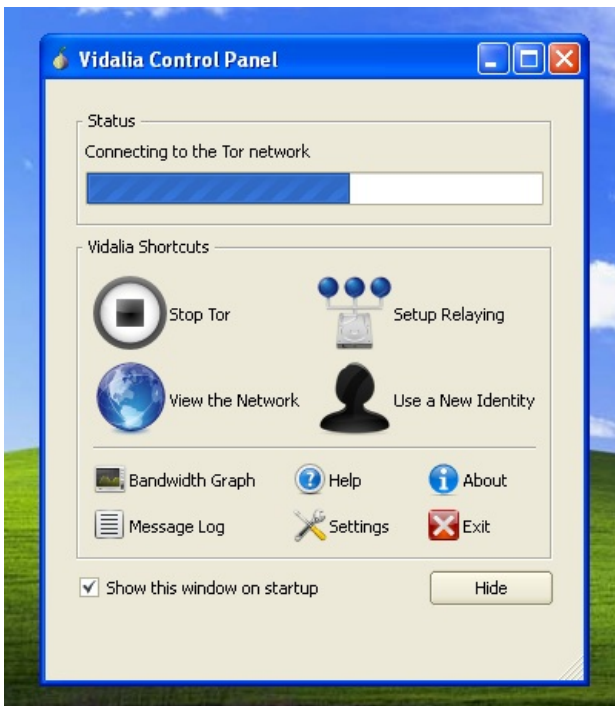 Vidalia Control Panel
Status
Connecting to the Tor network
Vidalia Shortcuts
Stop Tor
Setup Relaying
View the Network
Use a New Identity
Bandwidth Graph
Help
About
Message Log
Settings
Exit
Show this window on startup
Hide